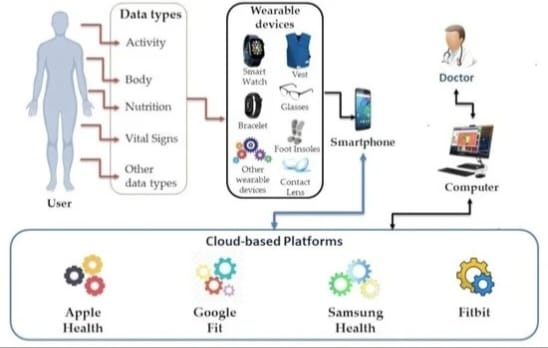 Data types
Activity
Body
Nutrition
Vital Signs
Other
data types
User
Wearable
devices
Smart
Watch
Vest
Glasses
Bracelet
Foot Insoles
Other
wearable
devices
Contact
Lens
Smartphone
Doctor
Computer
Cloud-based Platforms
Apple
Health
Google
Fit
Samsung
Health
Fitbit